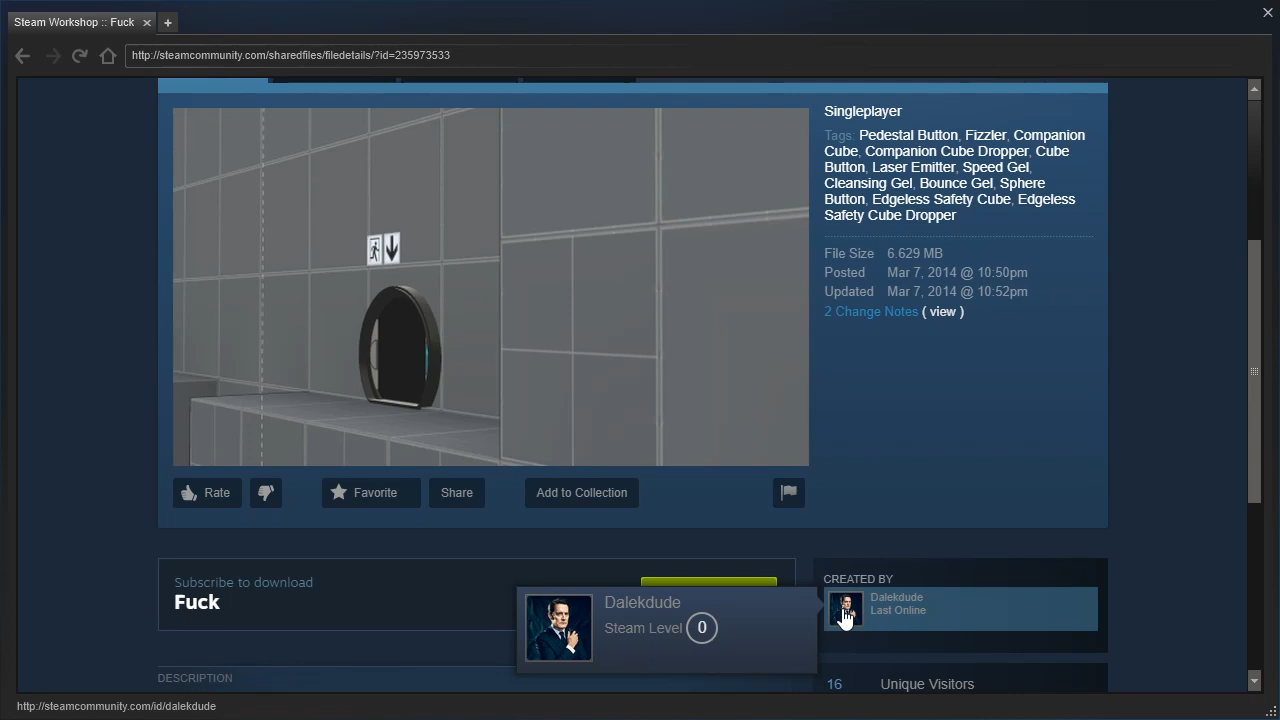 Steam Workshop :: Fuck
http://steamcommunity.com/sharedfiles/filedetails/?id=235973533
Singleplayer
Tags: Pedestal Button, Fizzler, Companion
Cube, Companion Cube Dropper, Cube
Button, Laser Emitter, Speed Gel,
Cleansing Gel, Bounce Gel, Sphere
Button, Edgeless Safety Cube, Edgeless
Safety Cube Dropper
File Size 6.629 MB
Posted Mar 7, 2014 @ 10:50pm
Updated Mar 7, 2014 @ 10:52pm
2 Change Notes ( view )
Rate
Favorite
Share
Add to Collection
Subscribe to download
Fuck
CREATED BY
Dalekdude
Last Online
Dalekdude
Steam Level 0
DESCRIPTION
16 Unique Visitors
http://steamcommunity.com/id/dalekdude